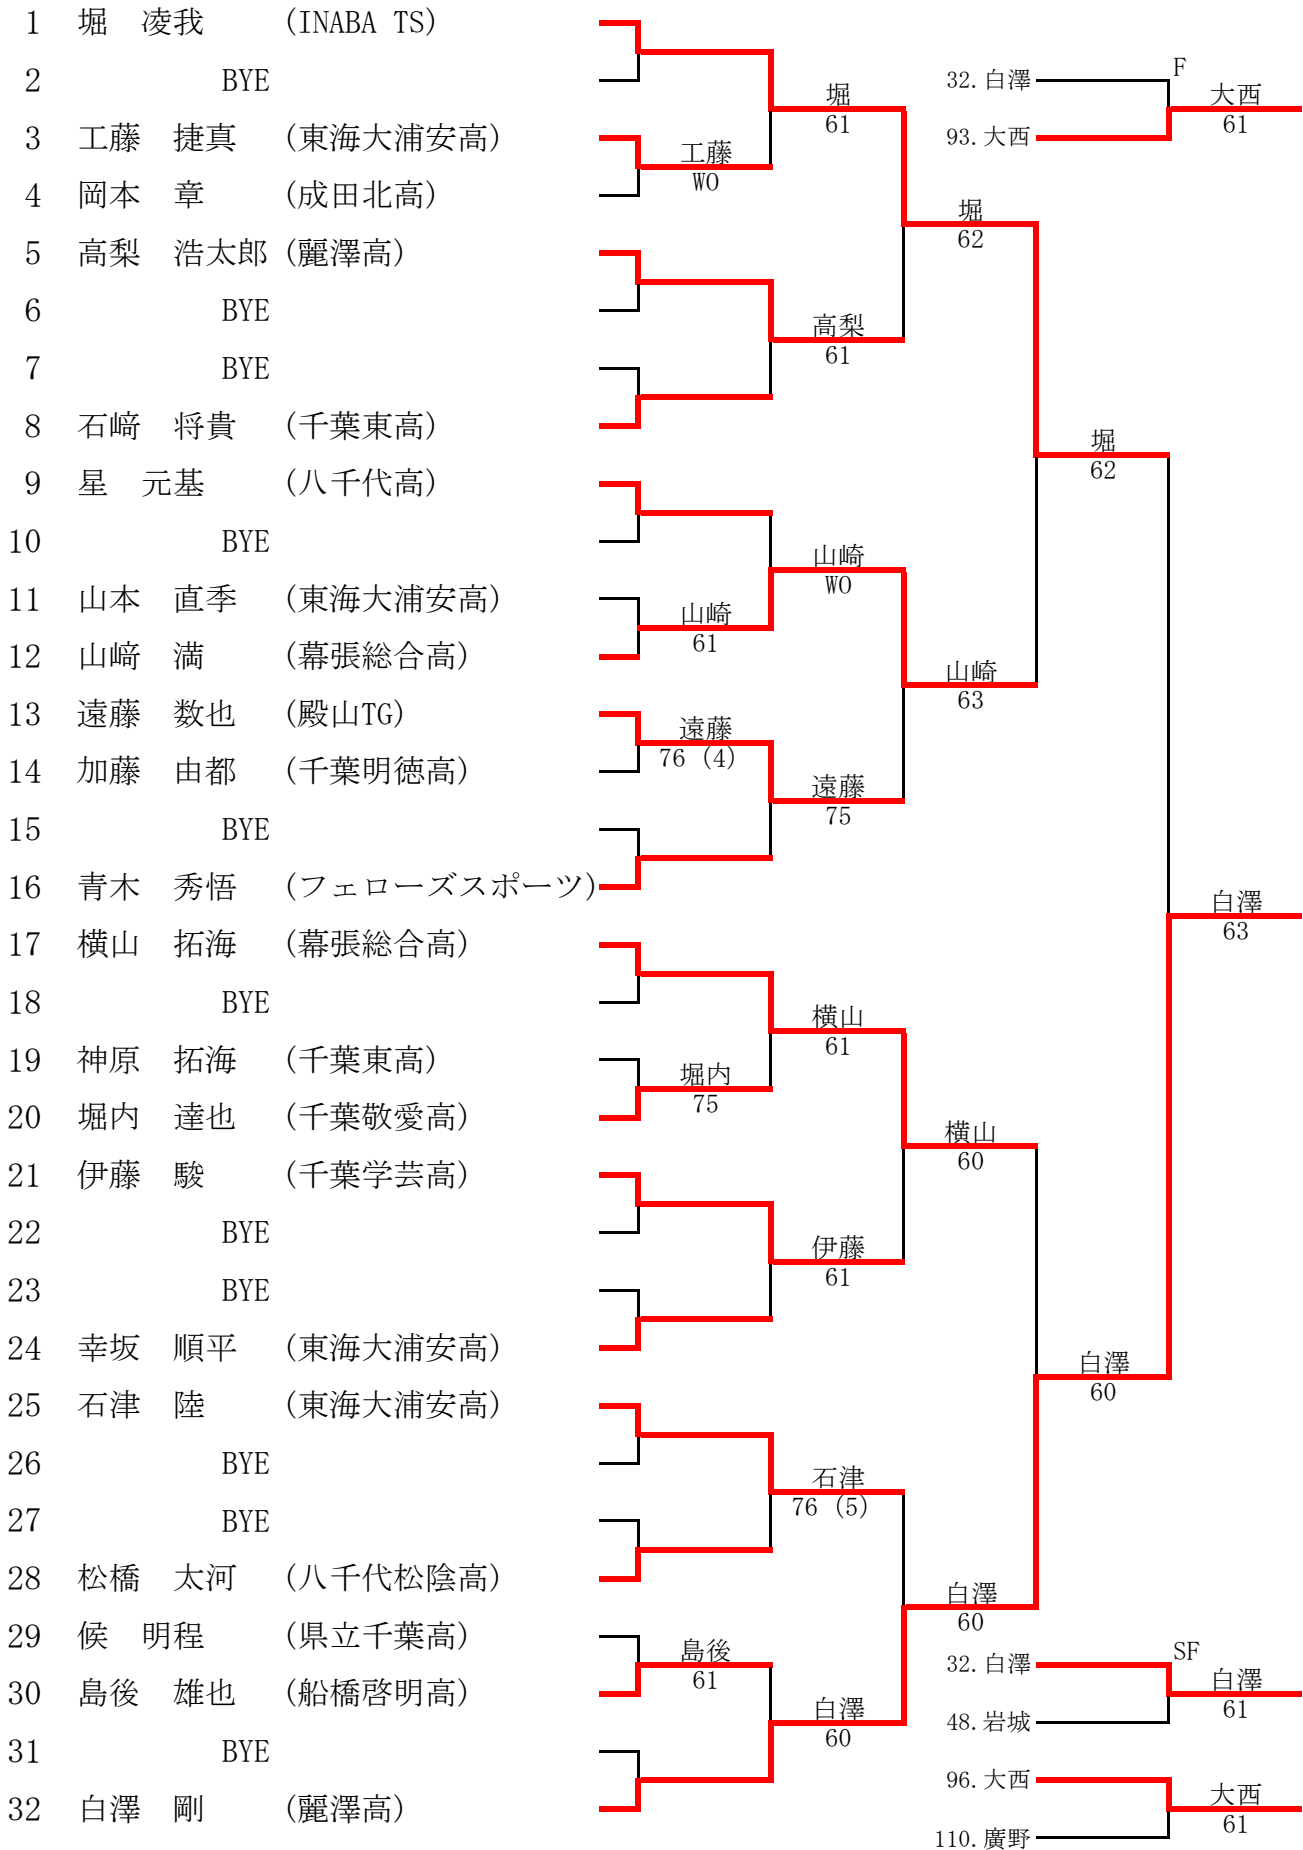 1 堀 凌我 (INABA TS)
2 BYE
3 工藤 捷真 (東海大浦安高)
4 岡本 章 (成田北高)
5 高梨 浩太郎 (麗澤高)
6 BYE
7 BYE
8 石﨑 将貴 (千葉東高)
9 星 元基 (八千代高)
10 BYE
11 山本 直季 (東海大浦安高)
12 山﨑 満 (幕張総合高)
13 遠藤 数也 (殿山TG)
14 加藤 由都 (千葉明徳高)
15 BYE
16 青木 秀悟 (フェローズスポーツ)
17 横山 拓海 (幕張総合高)
18 BYE
19 神原 拓海 (千葉東高)
20 堀内 達也 (千葉敬愛高)
21 伊藤 駿 (千葉学芸高)
22 BYE
23 BYE
24 幸坂 順平 (東海大浦安高)
25 石津 陸 (東海大浦安高)
26 BYE
27 BYE
28 松橋 太河 (八千代松陰高)
29 候 明程 (県立千葉高)
30 島後 雄也 (船橋啓明高)
31 BYE
32 白澤 剛 (麗澤高)
工藤
WO
山崎
61
遠藤
76 (4)
堀内
75
島後
61
堀
61
高梨
61
山崎
WO
遠藤
75
横山
61
伊藤
61
石津
76 (5)
白澤
60
堀
62
山崎
63
横山
60
白澤
60
堀
62
白澤
60
白澤
63
F
32. 白澤
93. 大西
大西
61
SF
32. 白澤
48. 岩城
白澤
61
96. 大西
110. 廣野
大西
61